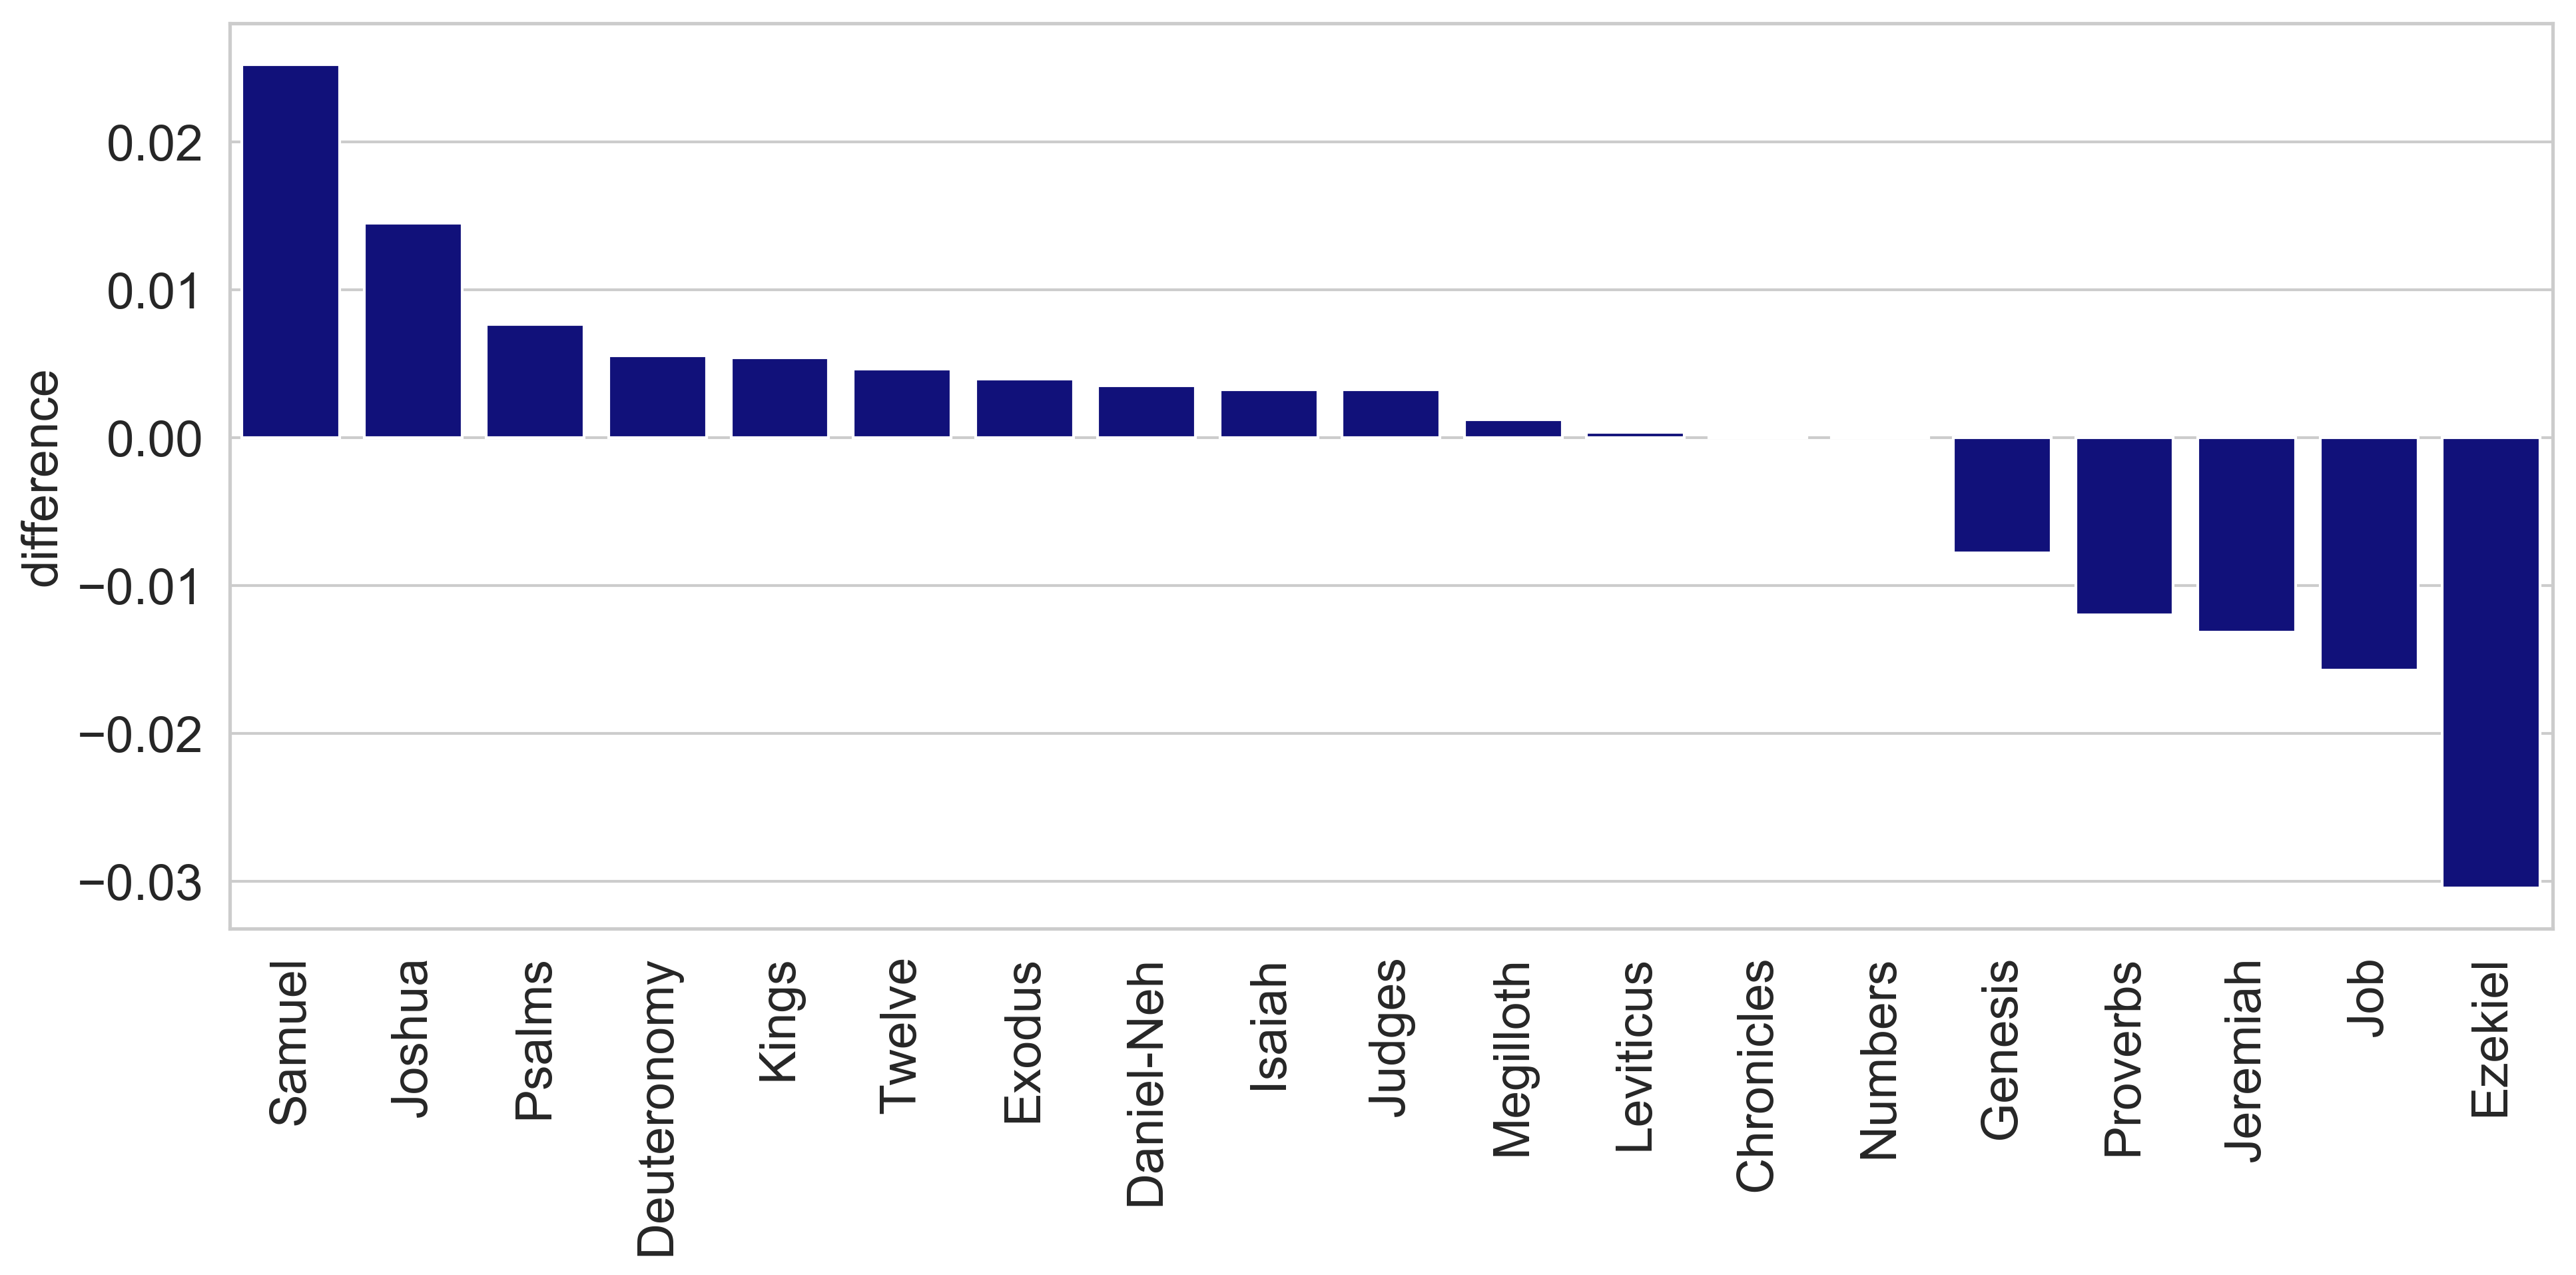 difference
0.02
0.01
0.00
−0.01
−0.02
−0.03
Samuel
Joshua
Psalms
Deuteronomy
Kings
Twelve
Exodus
Daniel-Neh
Isaiah
Judges
Megilloth
Leviticus
Chronicles
Numbers
Genesis
Proverbs
Jeremiah
Job
Ezekiel